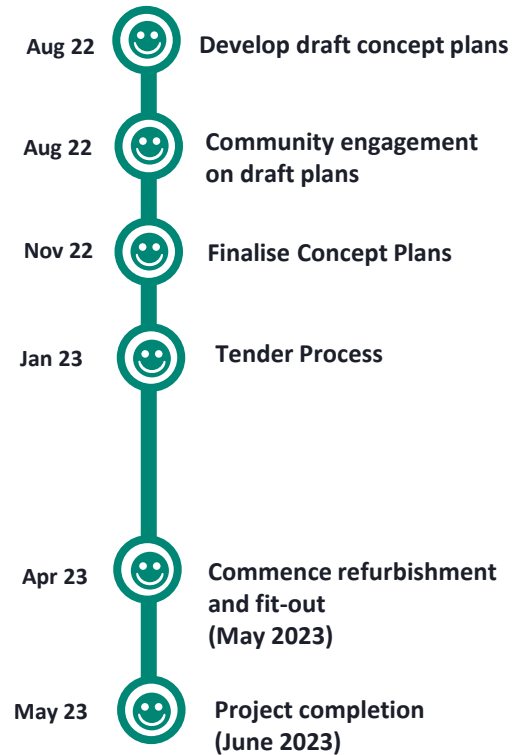 Aug 22 Develop draft concept plans
Aug 22 Community engagement
on draft plans
Nov 22 Finalise Concept Plans
Jan 23 Tender Process
Apr 23 Commence refurbishment
and fit-out
(May 2023)
May 23 Project completion
(June 2023)